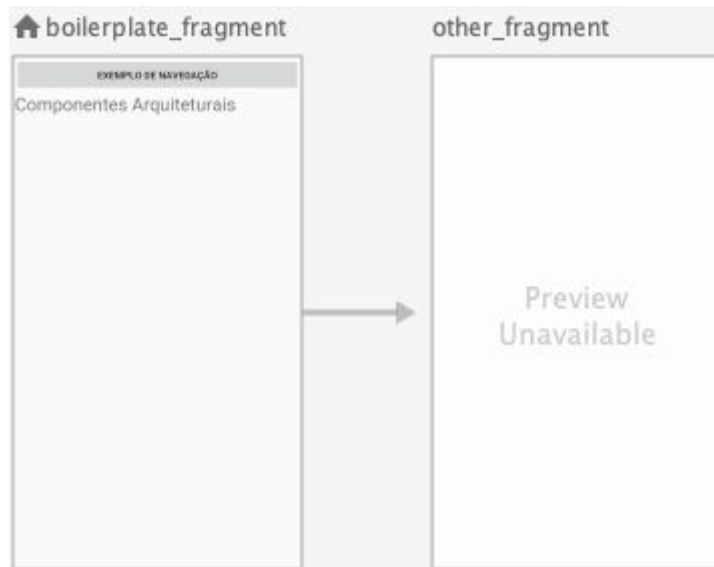 boilerplate_fragment
other_fragment
EXEMPLO DE NAVEGAÇÃO
Componentes Arquiteturais
Preview
Unavailable